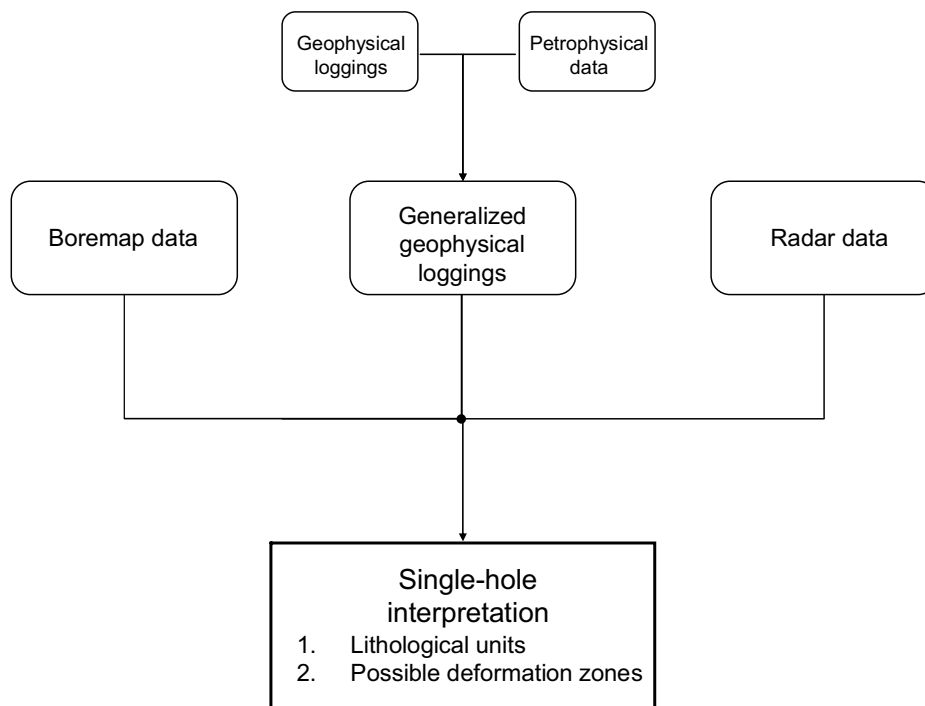 Geophysical
loggings
Petrophysical
data
Boremap data
Generalized
geophysical
loggings
Radar data
Single-hole
interpretation
1. Lithological units
2. Possible deformation zones